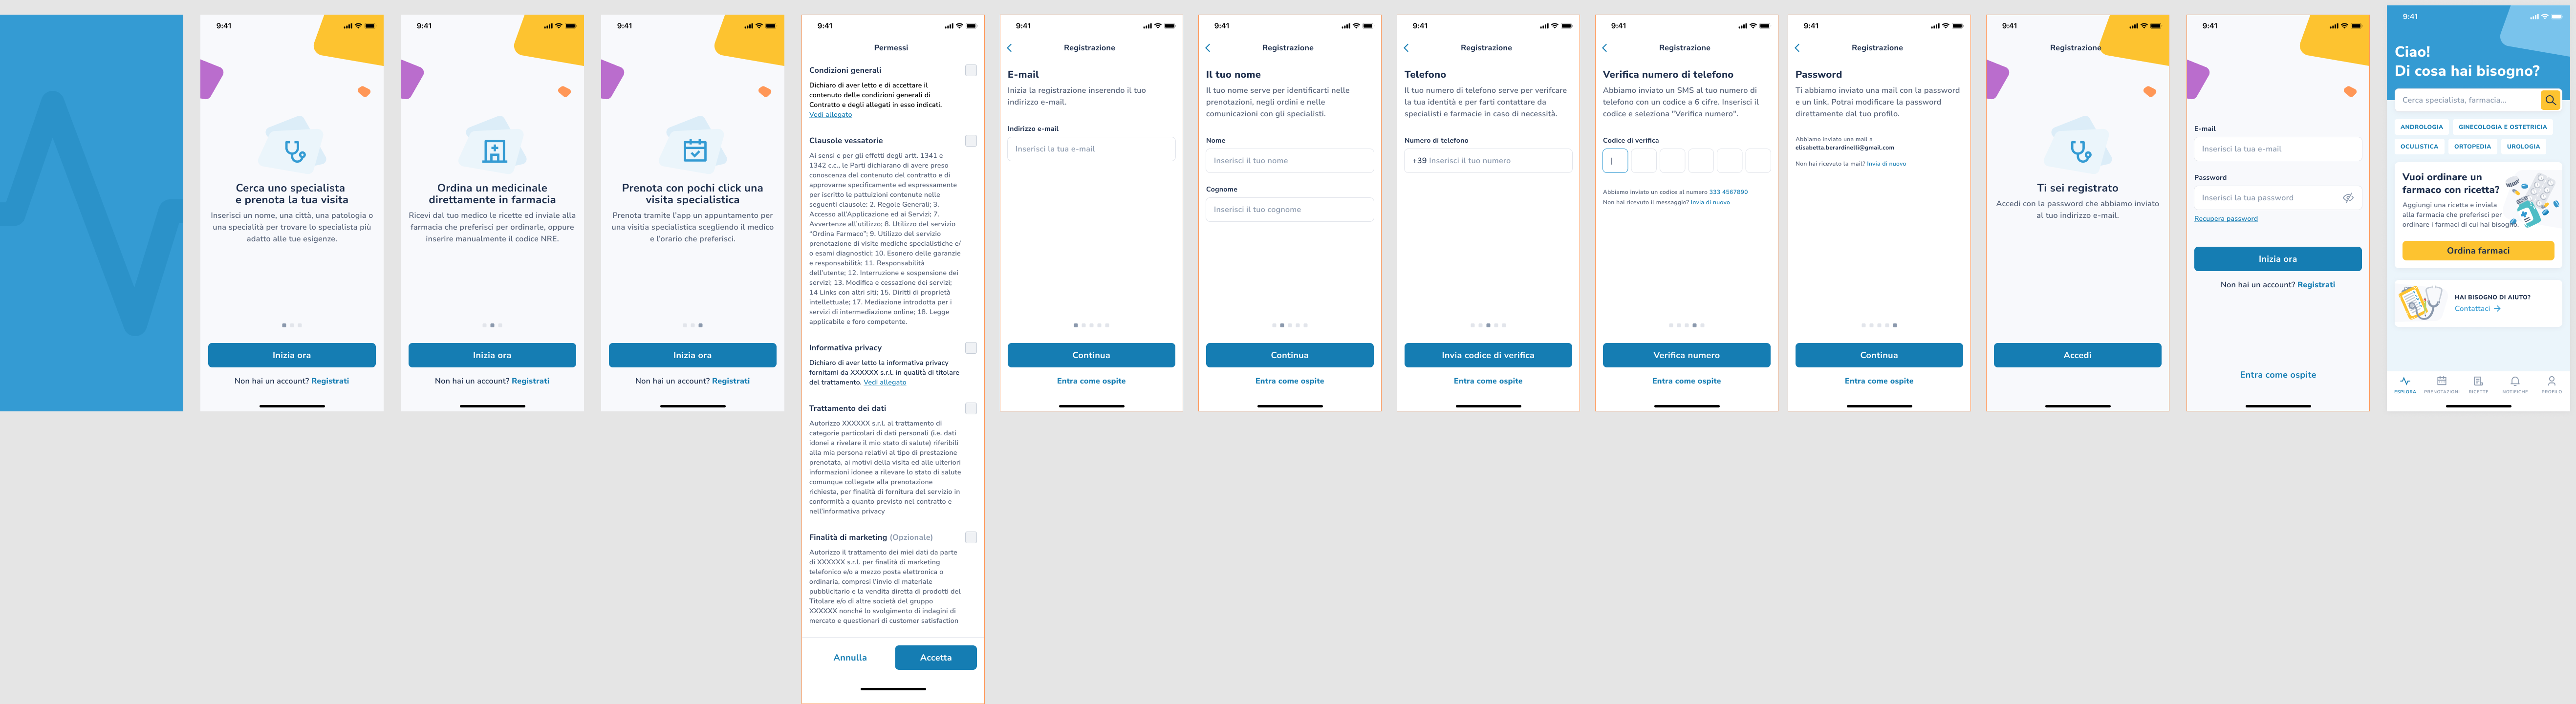 9:41
Cerca uno specialista
e prenota la tua visita
Inserisci un nome, una città, una patologia o
una specialità per trovare lo specialista più
adatto alle tue esigenze.
Inizia ora
Non hai un account? Registrati
9:41
Ordina un medicinale
direttamente in farmacia
Ricevi dal tuo medico le ricette ed inviale alla
farmacia che preferisci per ordinarle, oppure
inserire manualmente il codice NRE.
Inizia ora
Non hai un account? Registrati
9:41
Prenota con pochi click una
visita specialistica
Prenota tramite l'app un appuntamento per
una visitia specialistica scegliendo il medico
e l'orario che preferisci.
Inizia ora
Non hai un account? Registrati
9:41
Permessi
Condizioni generali
Dichiaro di aver letto e di accettare il
contenuto delle condizioni generali di
Contratto e degli allegati in esso indicati.
Vedi allegato
Clausole vessatorie
Ai sensi e per gli effetti degli artt. 1341 e
1342 c.c., le Parti dichiarano di avere preso
conoscenza del contenuto del contratto e di
approvarne specificamente ed espressamente
per iscritto le pattuizioni contenute nelle
seguenti clausole: 2. Regole Generali; 3.
Accesso all'Applicazione ed ai Servizi; 7.
Avvertenze all'utilizzo; 8. Utilizzo del servizio
"Ordina Farmaco"; 9. Utilizzo del servizio
prenotazione di visite mediche specialistiche e/
o esami diagnostici; 10. Esonero delle garanzie
e responsabilità; 11. Responsabilità
dell'utente; 12. Interruzione e sospensione dei
servizi; 13. Modifica e cessazione dei servizi;
14 Links con altri siti; 15. Diritti di proprietà
intellettuale; 17. Mediazione introdotta per i
servizi di intermediazione online; 18. Legge
applicabile e foro competente.
Informativa privacy
Dichiaro di aver letto la informativa privacy
fornitami da XXXXXX s.r.l. in qualità di titolare
del trattamento. Vedi allegato
Trattamento dei dati
Autorizzo XXXXXX s.r.l. al trattamento di
categorie particolari di dati personali (i.e. dati
idonei a rivelare il mio stato di salute) riferibili
alla mia persona relativi al tipo di prestazione
prenotata, ai motivi della visita ed alle ulteriori
informazioni idonee a rilevare lo stato di salute
comunque collegate alla prenotazione
richiesta, per finalità di fornitura del servizio in
conformità a quanto previsto nel contratto e
nell'informativa privacy
Finalità di marketing (Opzionale)
Autorizzo il trattamento dei miei dati da parte
di XXXXXX s.r.l. per finalità di marketing
telefonico e/o a mezzo posta elettronica o
ordinaria, compresi l'invio di materiale
pubblicitario e la vendita diretta di prodotti del
Titolare e/o di altre società del gruppo
XXXXXX nonché lo svolgimento di indagini di
mercato e questionari di customer satisfaction
Annulla
Accetta
9:41
Registrazione
E-mail
Inizia la registrazione inserendo il tuo
indirizzo e-mail.
Indirizzo e-mail
Inserisci la tua e-mail
Continua
Entra come ospite
9:41
Registrazione
Il tuo nome
Il tuo nome serve per identificarti nelle
prenotazioni, negli ordini e nelle
comunicazioni con gli specialisti.
Nome
Inserisci il tuo nome
Cognome
Inserisci il tuo cognome
Continua
Entra come ospite
9:41
Registrazione
Telefono
Il tuo numero di telefono serve per verifcare
la tua identità e per farti contattare da
specialisti e farmacie in caso di necessità.
Numero di telefono
+39 Inserisci il tuo numero
Invia codice di verifica
Entra come ospite
9:41
Registrazione
Verifica numero di telefono
Abbiamo inviato un SMS al tuo numero di
telefono con un codice a 6 cifre. Inserisci il
codice e seleziona "Verifica numero".
Codice di verifica
Abbiamo inviato un codice al numero 333 4567890
Non hai ricevuto il messaggio? Invia di nuovo
Verifica numero
Entra come ospite
9:41
Registrazione
Password
Ti abbiamo inviato una mail con la password
e un link. Potrai modificare la password
direttamente dal tuo profilo.
Abbiamo inviato una mail a
elisabetta.berardinelli@gmail.com
Non hai ricevuto la mail? Invia di nuovo
Continua
Entra come ospite
9:41
Registrazione
Ti sei registrato
Accedi con la password che abbiamo inviato
al tuo indirizzo e-mail.
Accedi
9:41
E-mail
Inserisci la tua e-mail
Password
Inserisci la tua password
Recupera password
Inizia ora
Non hai un account? Registrati
Entra come ospite
9:41
Ciao!
Di cosa hai bisogno?
Cerca specialista, farmacia...
ANDROLOGIA GINECOLOGIA E OSTETRICIA
OCULISTICA ORTOPEDIA UROLOGIA
Vuoi ordinare un
farmaco con ricetta?
Aggiungi una ricetta e inviala
alla farmacia che preferisci per
ordinare i farmaci di cui hai bisogno.
Ordina farmaci
HAI BISOGNO DI AIUTO?
Contattaci
ESPLORA PRENOTAZIONI RICETTE NOTIFICHE PROFILO